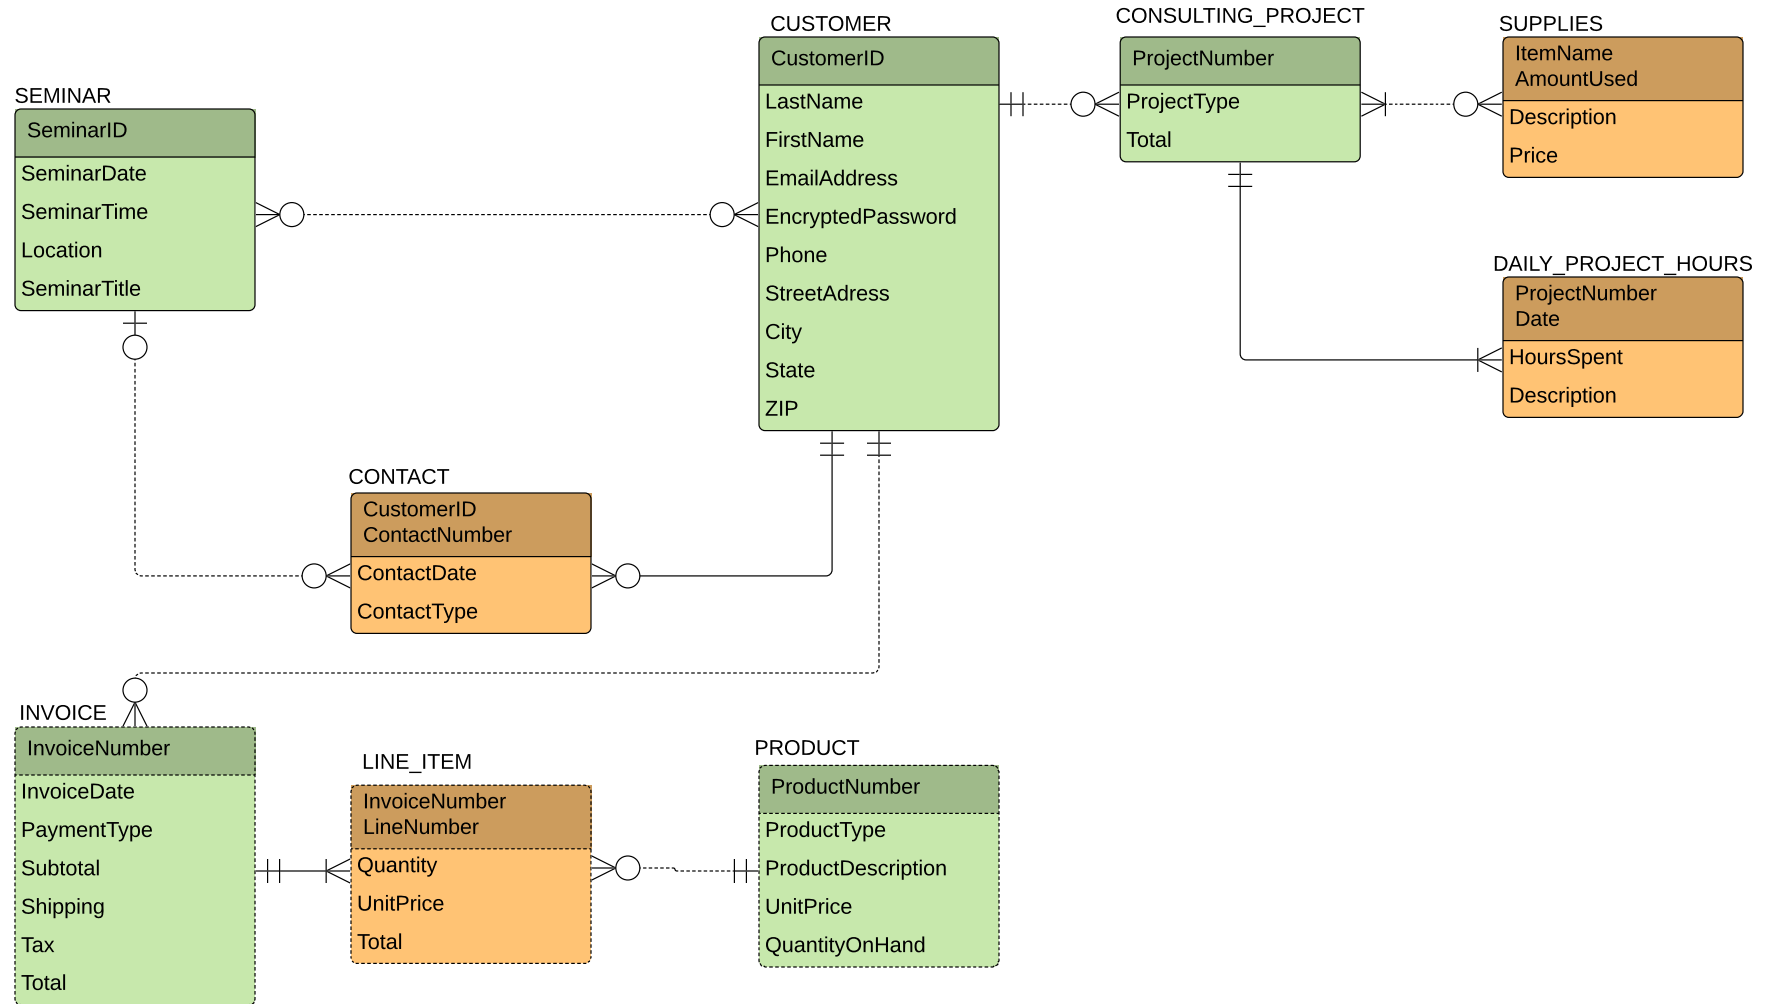 SEMINAR
SeminarID
SeminarDate
SeminarTime
Location
SeminarTitle
CUSTOMER
CustomerID
LastName
FirstName
EmailAddress
EncryptedPassword
Phone
StreetAdress
City
State
ZIP
CONSULTING_PROJECT
ProjectNumber
ProjectType
Total
SUPPLIES
ItemName
AmountUsed
Description
Price
DAILY_PROJECT_HOURS
ProjectNumber
Date
HoursSpent
Description
CONTACT
CustomerID
ContactNumber
ContactDate
ContactType
INVOICE
InvoiceNumber
InvoiceDate
PaymentType
Subtotal
Shipping
Tax
Total
LINE_ITEM
InvoiceNumber
LineNumber
Quantity
UnitPrice
Total
PRODUCT
ProductNumber
ProductType
ProductDescription
UnitPrice
QuantityOnHand